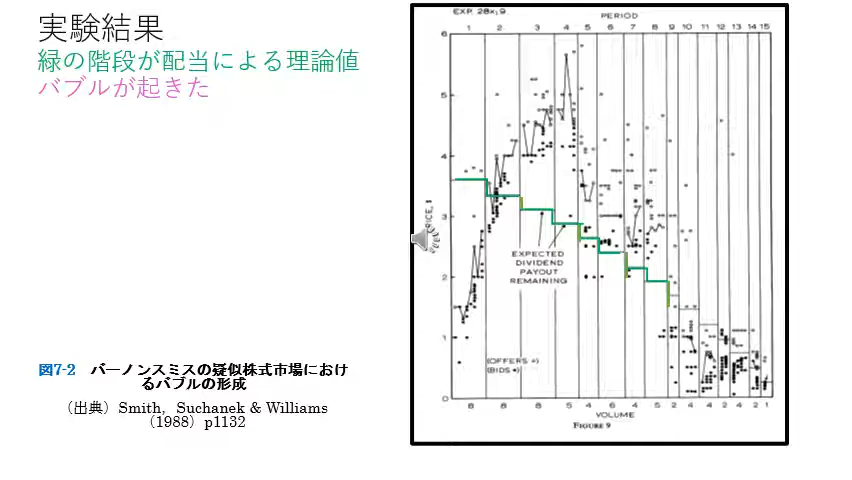 実験結果
緑の階段が配当による理論値
バブルが起きた
図7-2　バーノンスミスの疑似株式市場におけ
るバブルの形成
（出典）Smith,  Suchanek & Williams
（1988）p1132
EXP. 28x;9
PERIOD
1 2 3 4 5 6 7 8 9 10 11 12 13 14 15
6
5
4
3
2
1
0
EXPECTED
DIVIDEND
PAYOUT
REMAINING
(BIDS •)
8 8 8 5 4 6 4 5 2 4 4 2 4 2 1
VOLUME
FIGURE 9